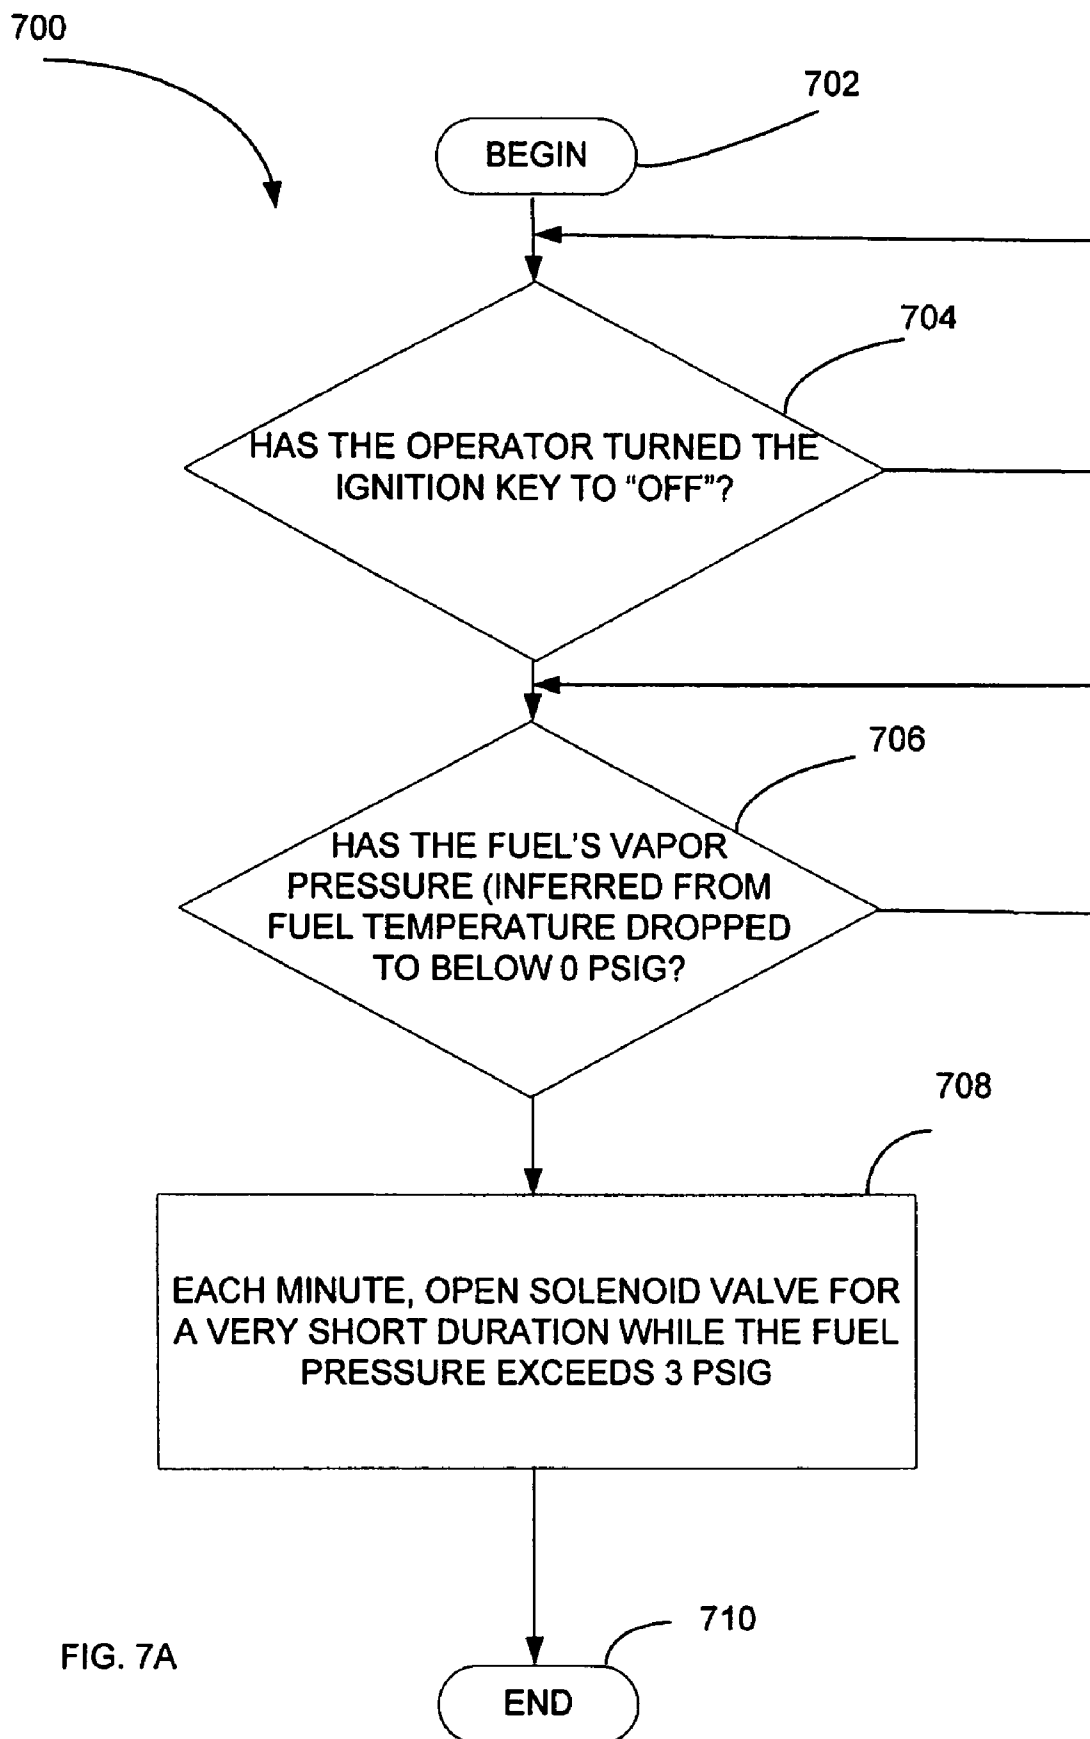 700
702
BEGIN
704
HAS THE OPERATOR TURNED THE
IGNITION KEY TO “OFF”?
706
HAS THE FUEL'S VAPOR
PRESSURE (INFERRED FROM
FUEL TEMPERATURE DROPPED
TO BELOW 0 PSIG?
708
EACH MINUTE, OPEN SOLENOID VALVE FOR
A VERY SHORT DURATION WHILE THE FUEL
PRESSURE EXCEEDS 3 PSIG
710
FIG. 7A
END